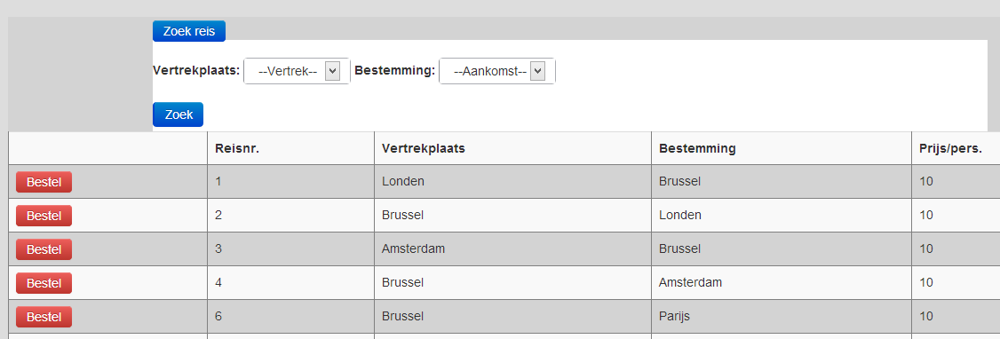 Zoek reis
Vertrekplaats: --Vertrek-- Bestemming: --Aankomst--
Zoek
Reisnr. Vertrekplaats Bestemming Prijs/pers.
Bestel 1 Londen Brussel 10
Bestel 2 Brussel Londen 10
Bestel 3 Amsterdam Brussel 10
Bestel 4 Brussel Amsterdam 10
Bestel 6 Brussel Parijs 10